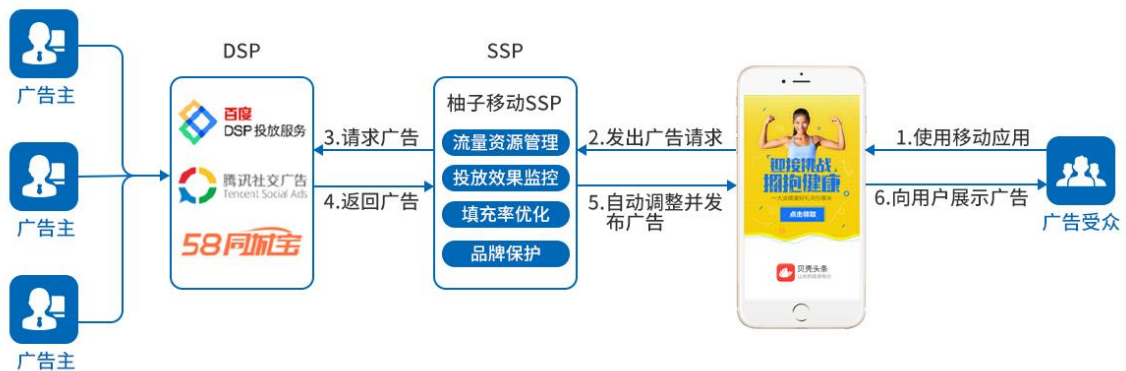 DSP
SSP
广告主
广告主
广告主
百度
DSP投放服务
腾讯社交广告
Tencent Social Ads
58同城宝
3.请求广告
4.返回广告
柚子移动SSP
流量资源管理
投放效果监控
填充率优化
品牌保护
2.发出广告请求
5.自动调整并发
布广告
迎接挑战
拥抱健康
点击领取
贝壳头条
1.使用移动应用
6.向用户展示广告
广告受众